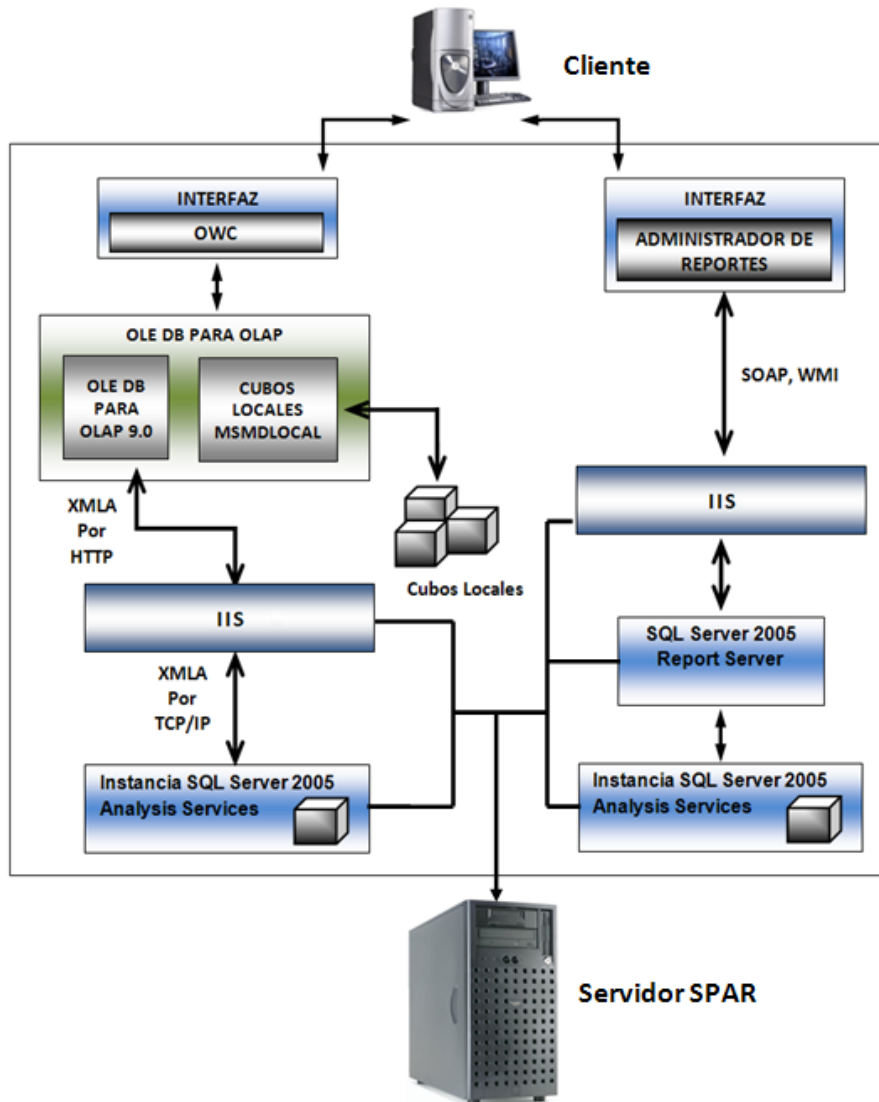 Cliente
INTERFAZ
OWC
INTERFAZ
ADMINISTRADOR DE
REPORTES
OLE DB PARA OLAP
OLE DB
PARA
OLAP 9.0
CUBOS
LOCALES
MSMDLOCAL
SOAP, WMI
XMLA
Por
HTTP
Cubos Locales
IIS
IIS
SQL Server 2005
Report Server
XMLA
Por
TCP/IP
Instancia SQL Server 2005
Analysis Services
Instancia SQL Server 2005
Analysis Services
Servidor SPAR